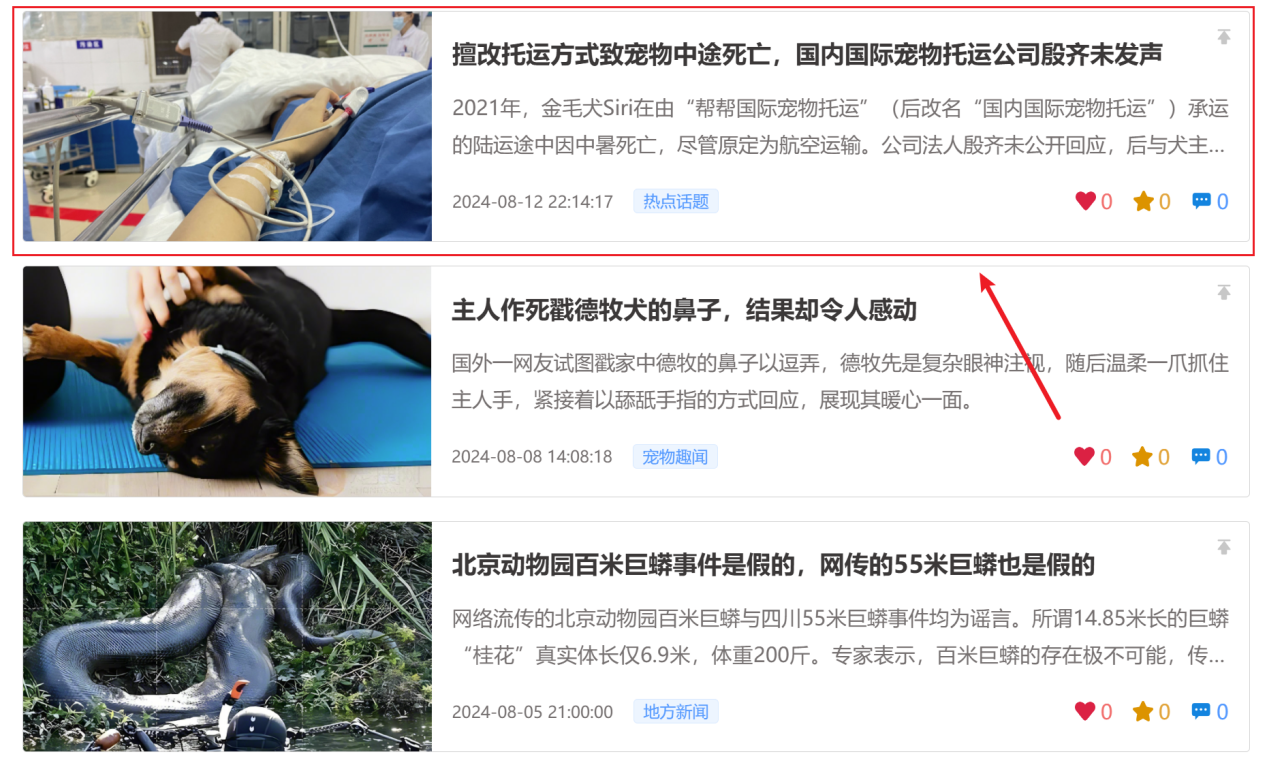 擅改托运方式致宠物中途死亡，国内国际宠物托运公司殷齐未发声
2021年，金毛犬Siri在由“帮帮国际宠物托运”（后改名“国内国际宠物托运”）承运
的陆运途中因中暑死亡，尽管原定为航空运输。公司法人殷齐未公开回应，后与犬主...
2024-08-12 22:14:17 热点话题 0 0 0
主人作死戳德牧犬的鼻子，结果却令人感动
国外一网友试图戳家中德牧的鼻子以逗弄，德牧先是复杂眼神注视，随后温柔一爪抓住
主人手，紧接着以舔舐手指的方式回应，展现其暖心一面。
2024-08-08 14:08:18 宠物趣闻 0 0 0
北京动物园百米巨蟒事件是假的，网传的55米巨蟒也是假的
网络流传的北京动物园百米巨蟒与四川55米巨蟒事件均为谣言。所谓14.85米长的巨蟒
“桂花”真实体长仅6.9米，体重200斤。专家表示，百米巨蟒的存在极不可能，传...
2024-08-05 21:00:00 地方新闻 0 0 0